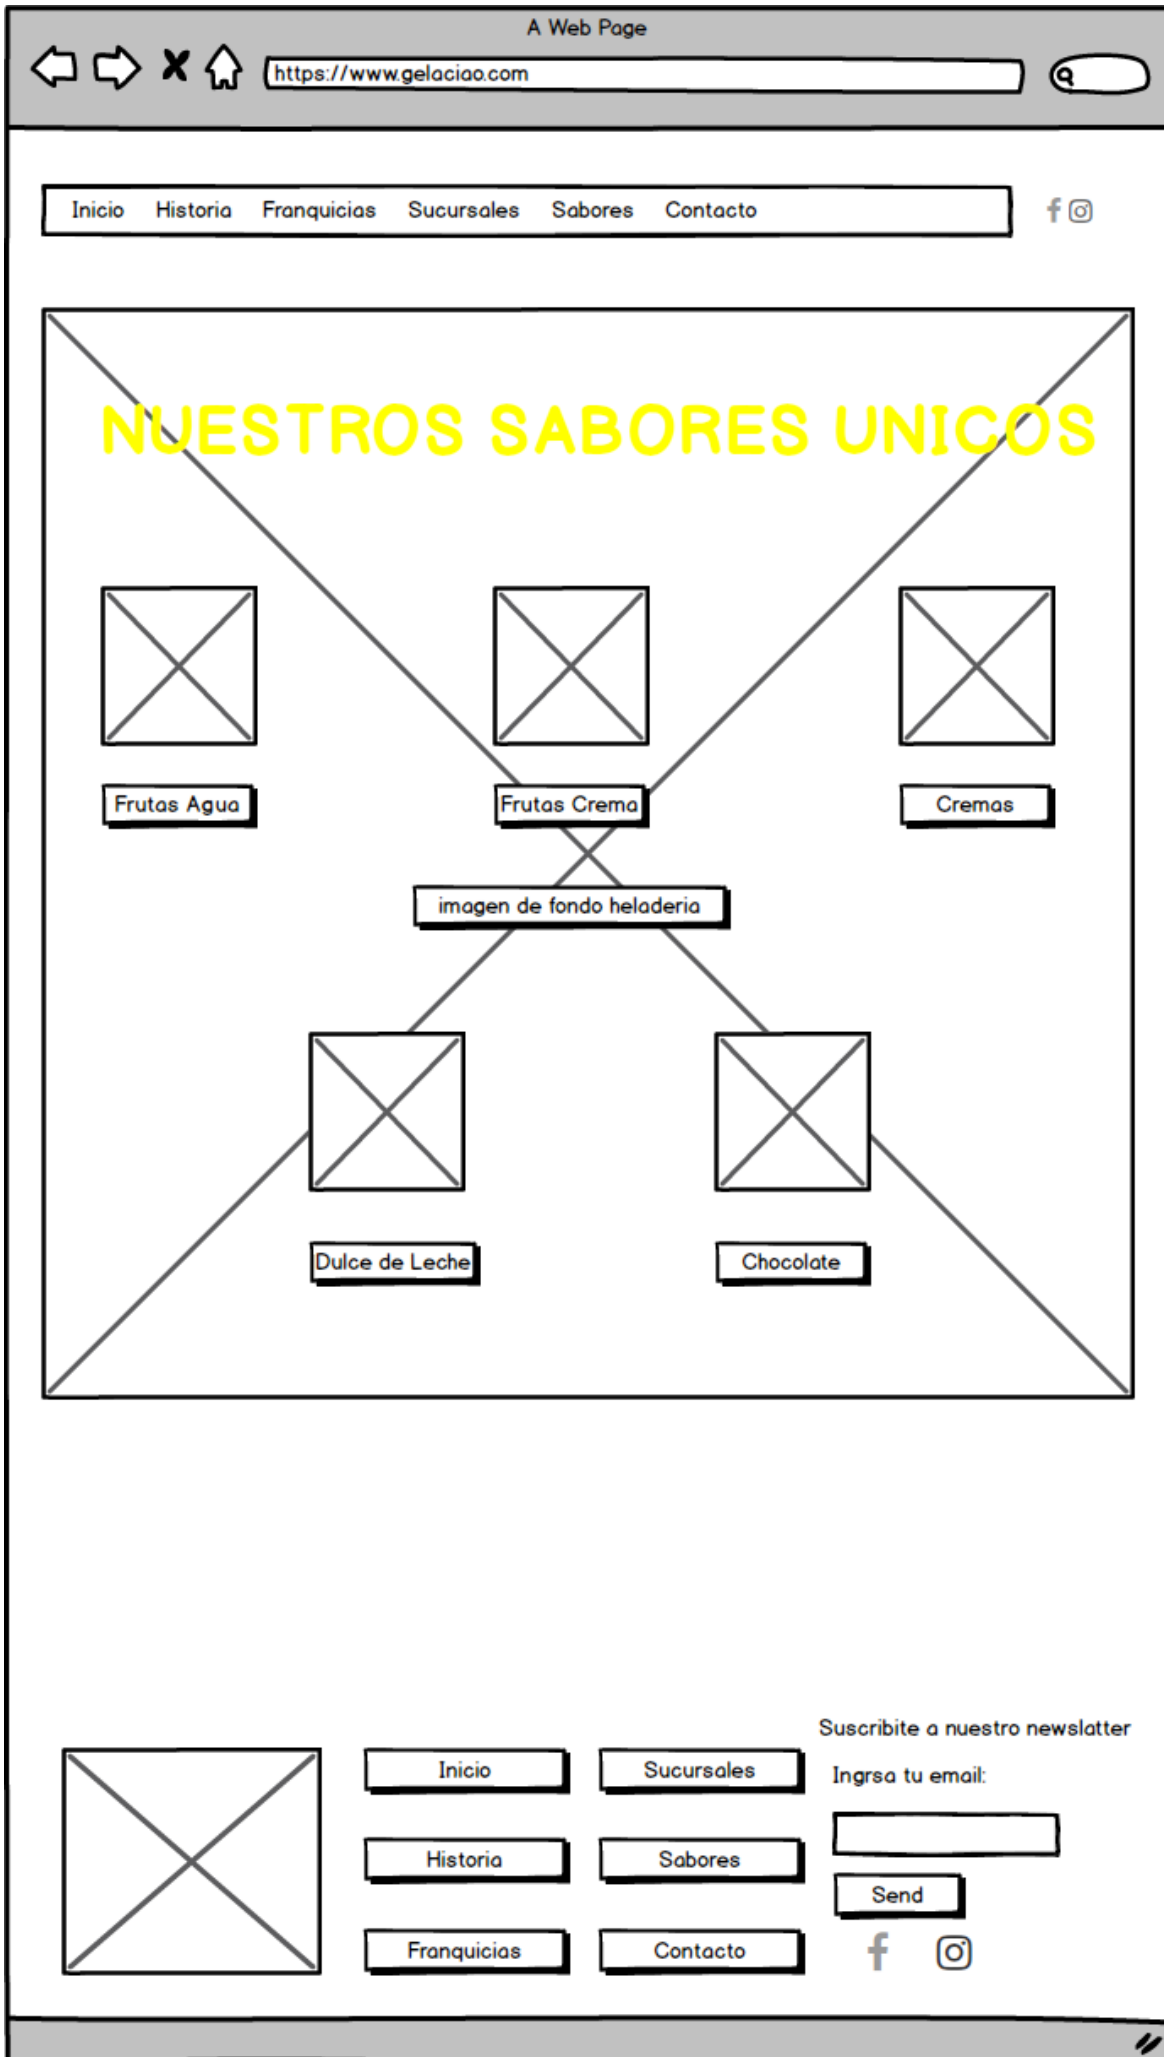 A Web Page
https://www.gelaciao.com
Inicio Historia Franquicias Sucursales Sabores Contacto
NUESTROS SABORES UNICOS
Frutas Agua Frutas Crema Cremas
imagen de fondo heladeria
Dulce de Leche Chocolate
Suscribite a nuestro newslatter
Inicio Sucursales Ingrsa tu email:
Historia Sabores
Send
Franquicias Contacto